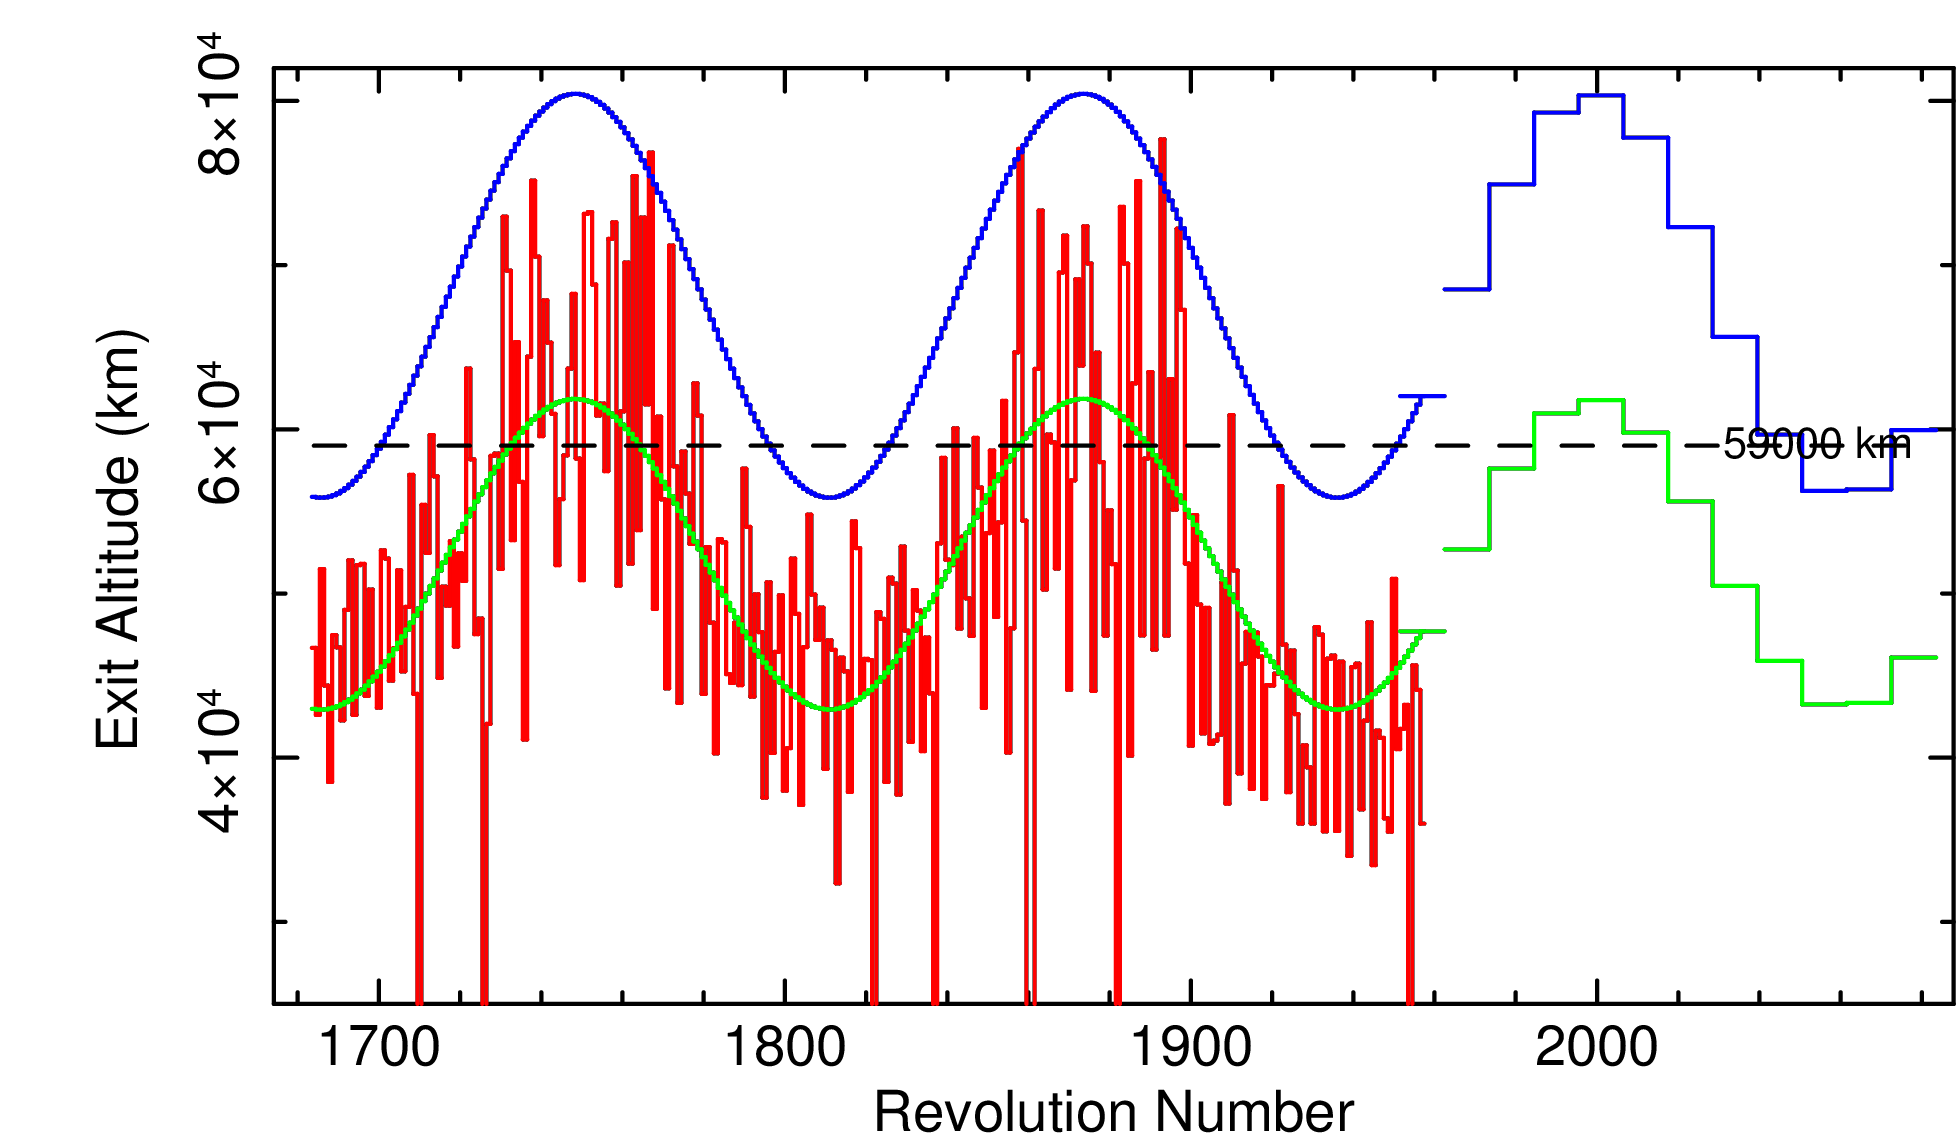 8×10⁴
6×10⁴
4×10⁴
Exit Altitude (km)
59000 km
1700 1800 1900 2000
Revolution Number